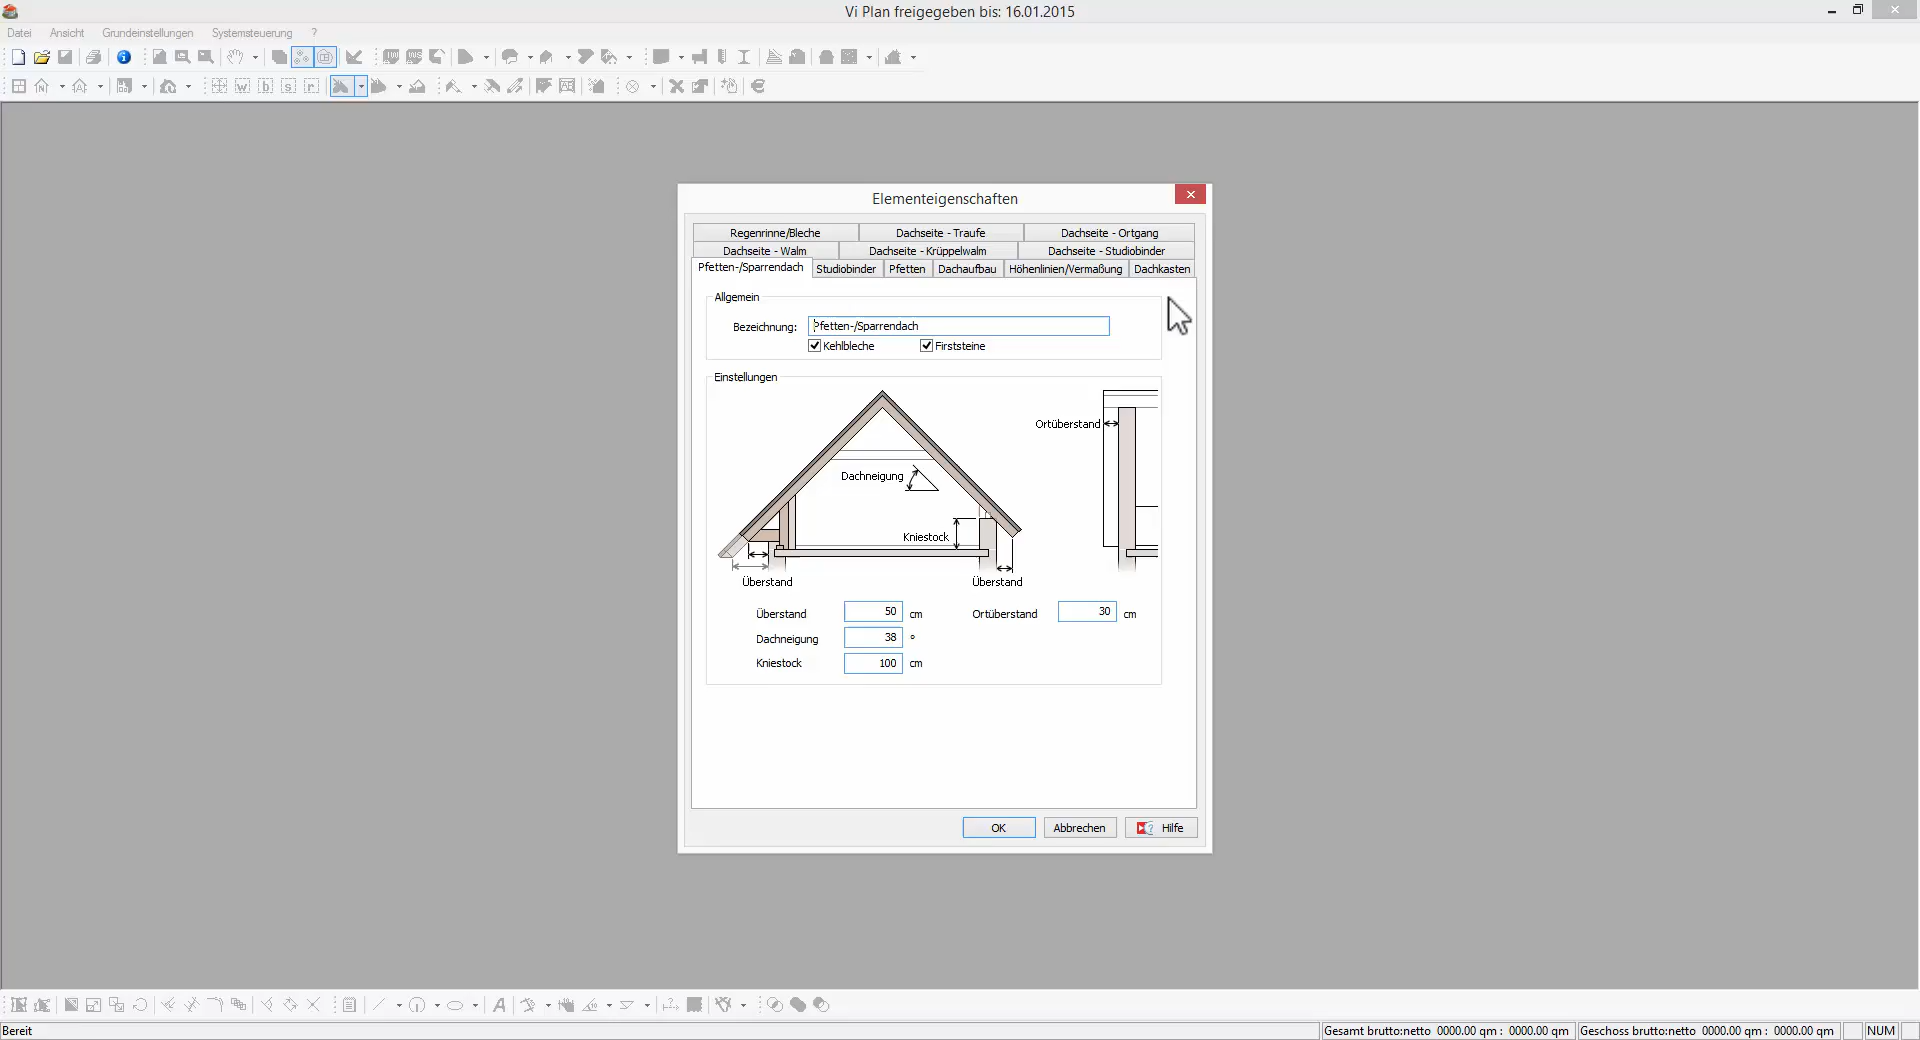 Vi Plan freigegeben bis: 16.01.2015
Datei Ansicht Grundeinstellungen Systemsteuerung ?
Elementeigenschaften
Regenrinne/Bleche Dachseite - Traufe Dachseite - Ortgang
Dachseite - Walm Dachseite - Krüppelwalm Dachseite - Studiobinder
Pfetten-/Sparrendach Studiobinder Pfetten Dachaufbau Höhenlinien/Vermaßung Dachkasten
Allgemein
Bezeichnung: Pfetten-/Sparrendach
Kehlbleche Firststeine
Einstellungen
Ortüberstand
Dachneigung
Kniestock
Überstand Überstand
Überstand 50 cm Ortüberstand 30 cm
Dachneigung 38 °
Kniestock 100 cm
OK Abbrechen Hilfe
Bereit Gesamt brutto:netto 0000.00 qm : 0000.00 qm Geschoss brutto:netto 0000.00 qm : 0000.00 qm NUM